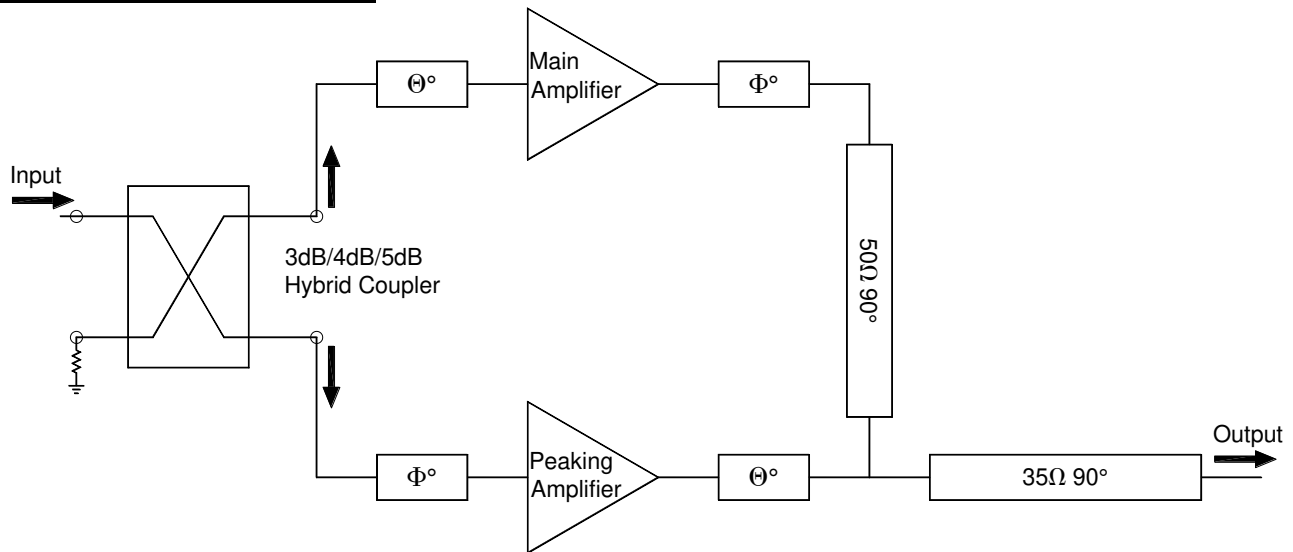 Θ°
Main
Amplifier
Φ°
Input
3dB/4dB/5dB
Hybrid Coupler
50Ω 90°
Φ°
Peaking
Amplifier
Θ°
35Ω 90°
Output